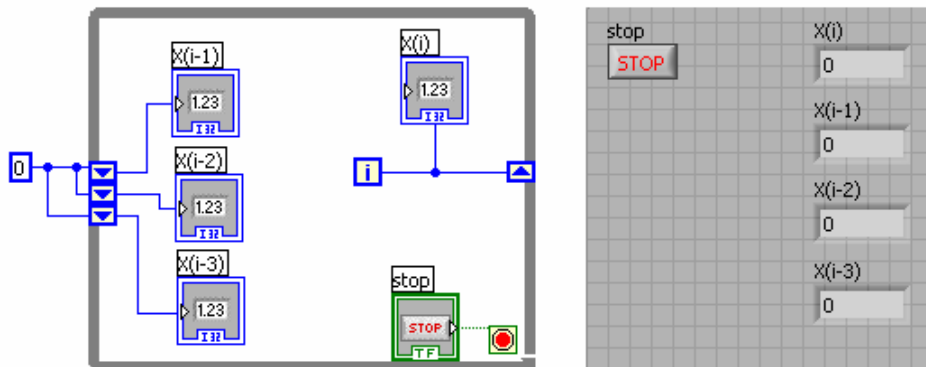 X(i-1)
1.23
I32
X(i)
1.23
I32
0
X(i-2)
1.23
I32
i
X(i-3)
1.23
I32
stop
STOP
TF
stop
STOP
X(i)
0
X(i-1)
0
X(i-2)
0
X(i-3)
0